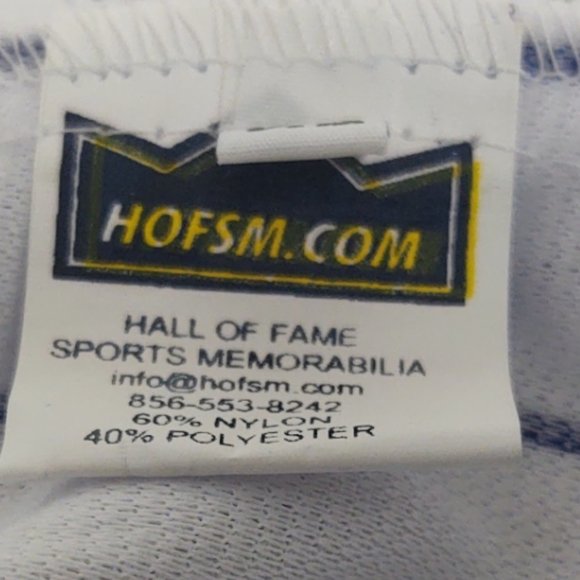 HOFSM.COM
HALL OF FAME
SPORTS MEMORABILIA
info@hofsm.com
856-553-8242
60% NYLON
40% POLYESTER